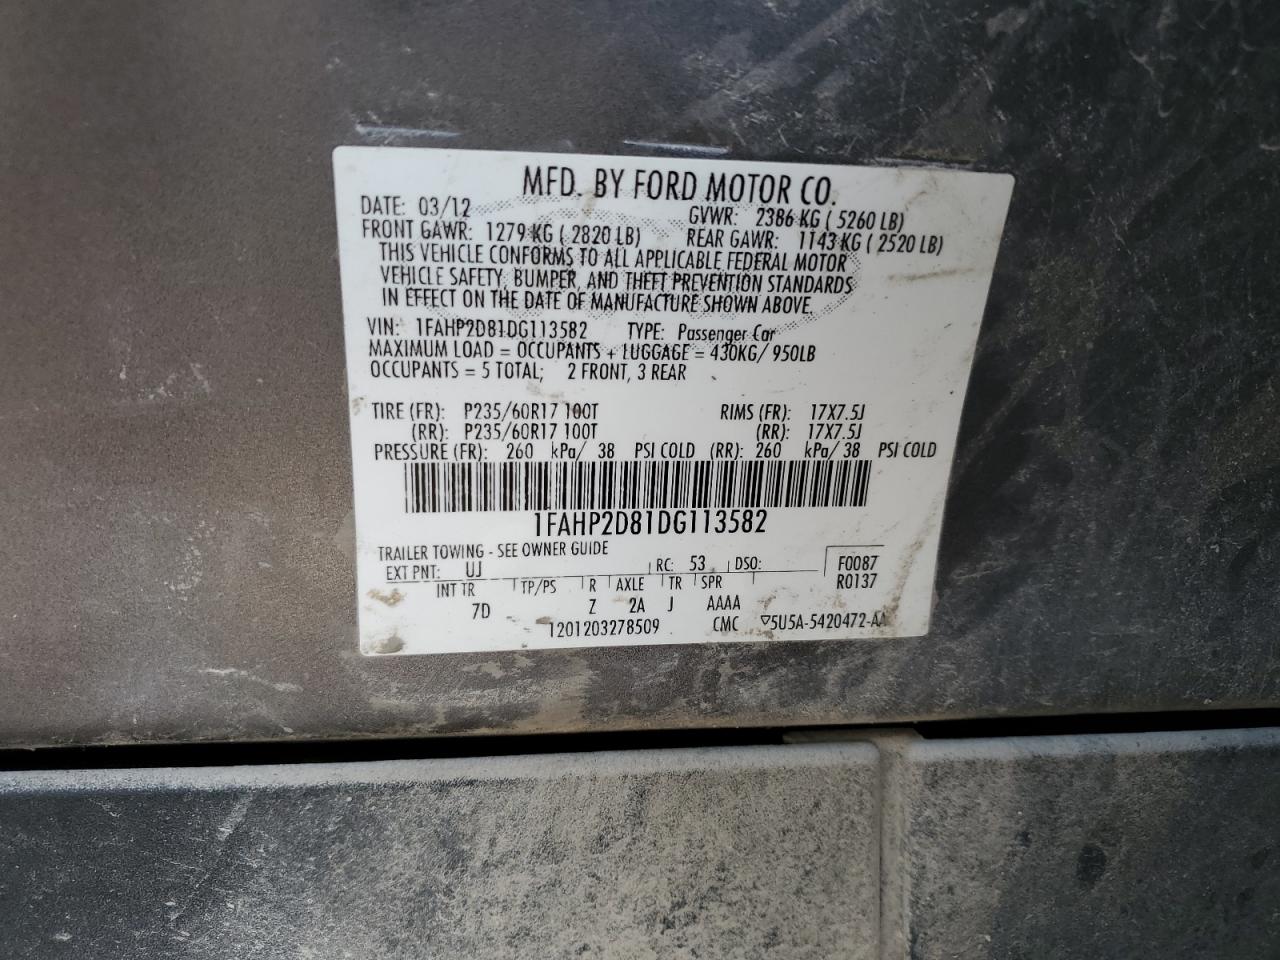 MFD. BY FORD MOTOR CO.
DATE: 03/12 GVWR: 2386 KG ( 5260 LB)
FRONT GAWR: 1279 KG ( 2820 LB) REAR GAWR: 1143 KG ( 2520 LB)
THIS VEHICLE CONFORMS TO ALL APPLICABLE FEDERAL MOTOR
VEHICLE SAFETY, BUMPER, AND THEFT PREVENTION STANDARDS
IN EFFECT ON THE DATE OF MANUFACTURE SHOWN ABOVE.
VIN: 1FAHP2D81DG113582 TYPE: Passenger Car
MAXIMUM LOAD = OCCUPANTS + LUGGAGE = 430KG/ 950LB
OCCUPANTS = 5 TOTAL; 2 FRONT, 3 REAR
TIRE (FR): P235/60R17 100T RIMS (FR): 17X7.5J
(RR): P235/60R17 100T (RR): 17X7.5J
PRESSURE (FR): 260 kPa/ 38 PSI COLD (RR): 260 kPa/ 38 PSI COLD
1FAHP2D81DG113582
TRAILER TOWING - SEE OWNER GUIDE
EXT PNT: UJ RC: 53 DSO: F0087
INT TR TP/PS R AXLE TR SPR R0137
7D Z 2A J AAAA
1201203278509 CMC ▽5U5A-5420472-AA